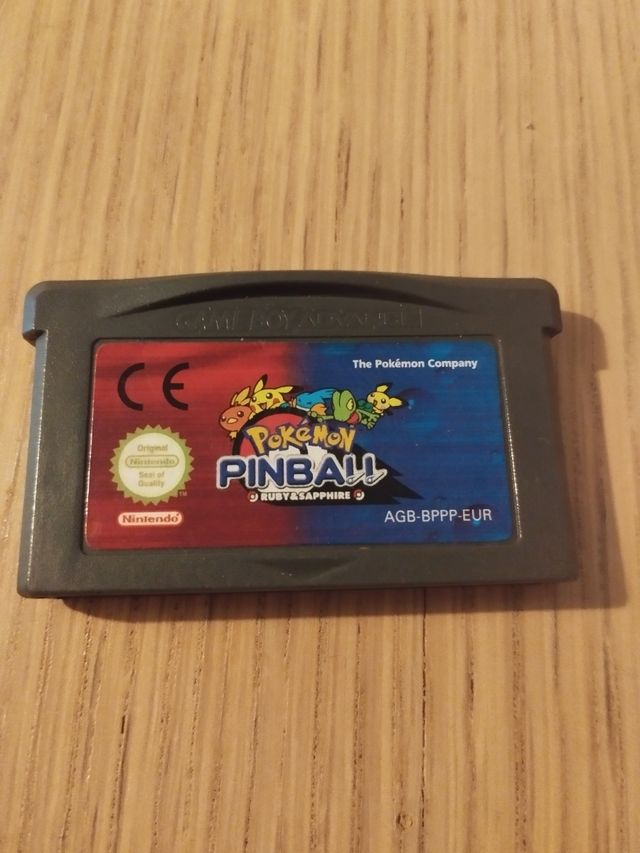 GAME BOY ADVANCE
CE
The Pokémon Company
Original
Nintendo
Seal of
Quality
TM
POKéMON
PINBALL
RUBY & SAPPHIRE
Nintendo
AGB-BPPP-EUR